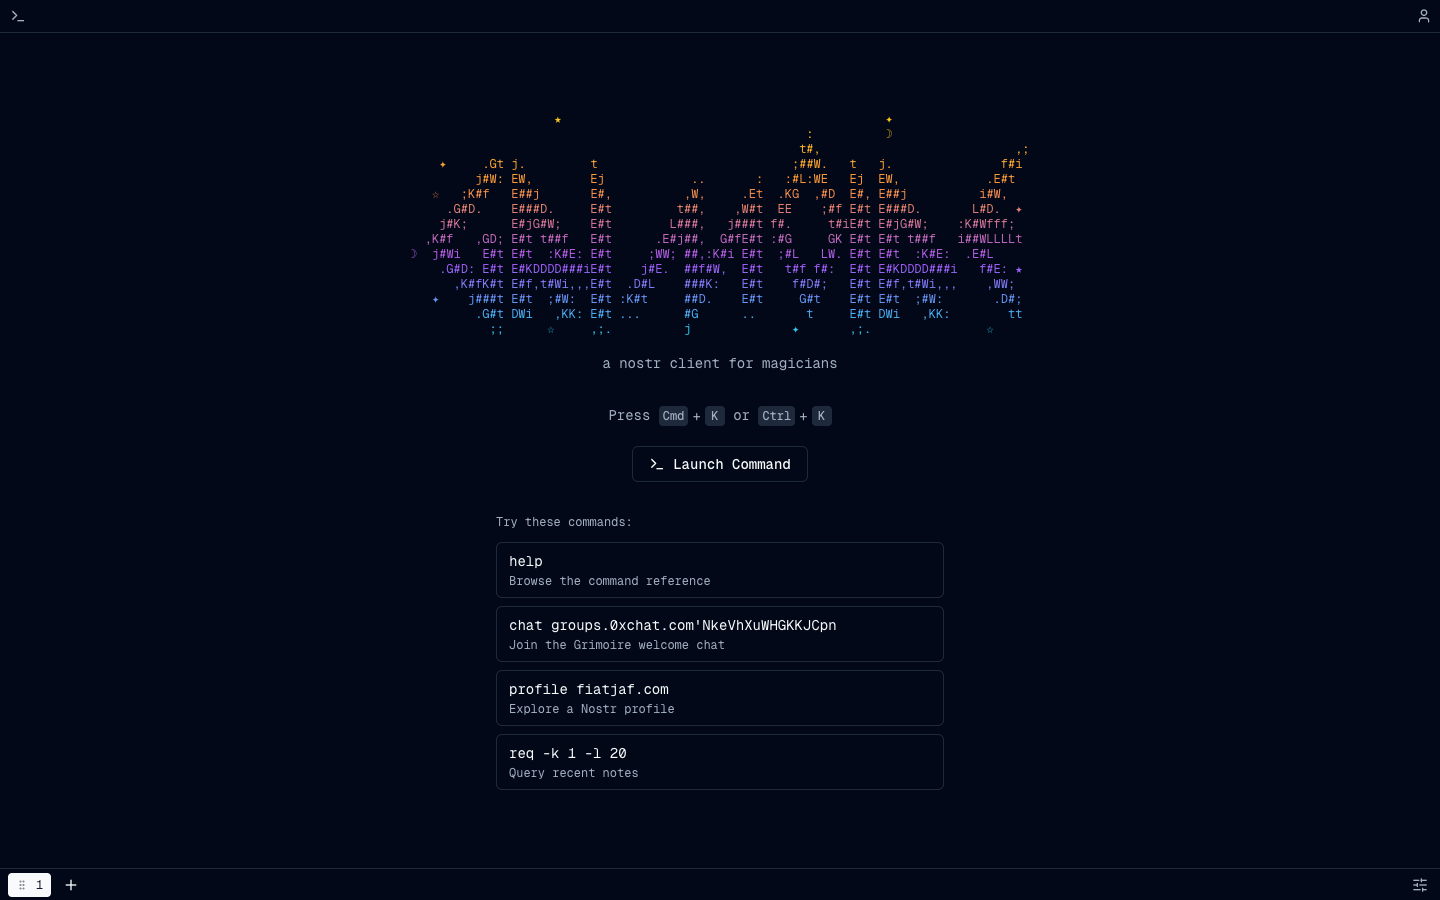 a nostr client for magicians
Press Cmd + K or Ctrl + K
Launch Command
Try these commands:
help
Browse the command reference
chat groups.0xchat.com'NkeVhXuWHGKKJCpn
Join the Grimoire welcome chat
profile fiatjaf.com
Explore a Nostr profile
req -k 1 -l 20
Query recent notes
1